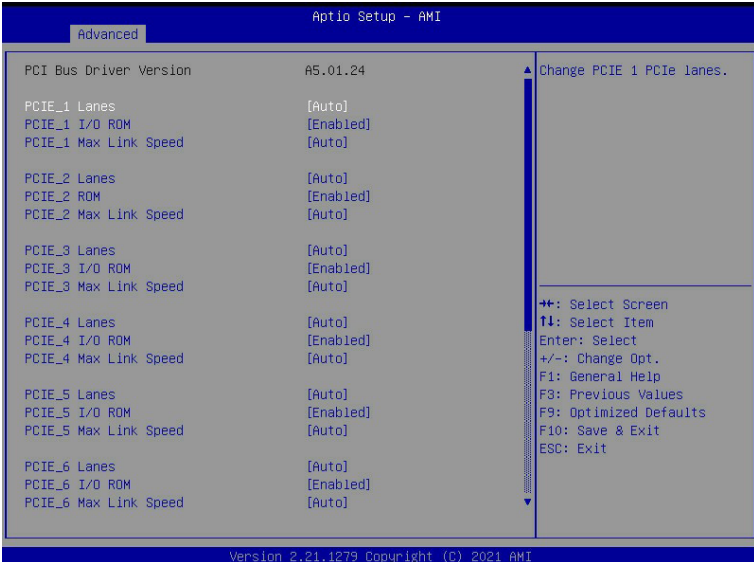 Aptio Setup - AMI
Advanced
PCI Bus Driver Version A5.01.24
PCIE_1 Lanes [Auto]
PCIE_1 I/O ROM [Enabled]
PCIE_1 Max Link Speed [Auto]
PCIE_2 Lanes [Auto]
PCIE_2 ROM [Enabled]
PCIE_2 Max Link Speed [Auto]
PCIE_3 Lanes [Auto]
PCIE_3 I/O ROM [Enabled]
PCIE_3 Max Link Speed [Auto]
PCIE_4 Lanes [Auto]
PCIE_4 I/O ROM [Enabled]
PCIE_4 Max Link Speed [Auto]
PCIE_5 Lanes [Auto]
PCIE_5 I/O ROM [Enabled]
PCIE_5 Max Link Speed [Auto]
PCIE_6 Lanes [Auto]
PCIE_6 I/O ROM [Enabled]
PCIE_6 Max Link Speed [Auto]
Change PCIE 1 PCIe lanes.
→←: Select Screen
↑↓: Select Item
Enter: Select
+/-: Change Opt.
F1: General Help
F3: Previous Values
F9: Optimized Defaults
F10: Save & Exit
ESC: Exit
Version 2.21.1279 Copyright (C) 2021 AMI